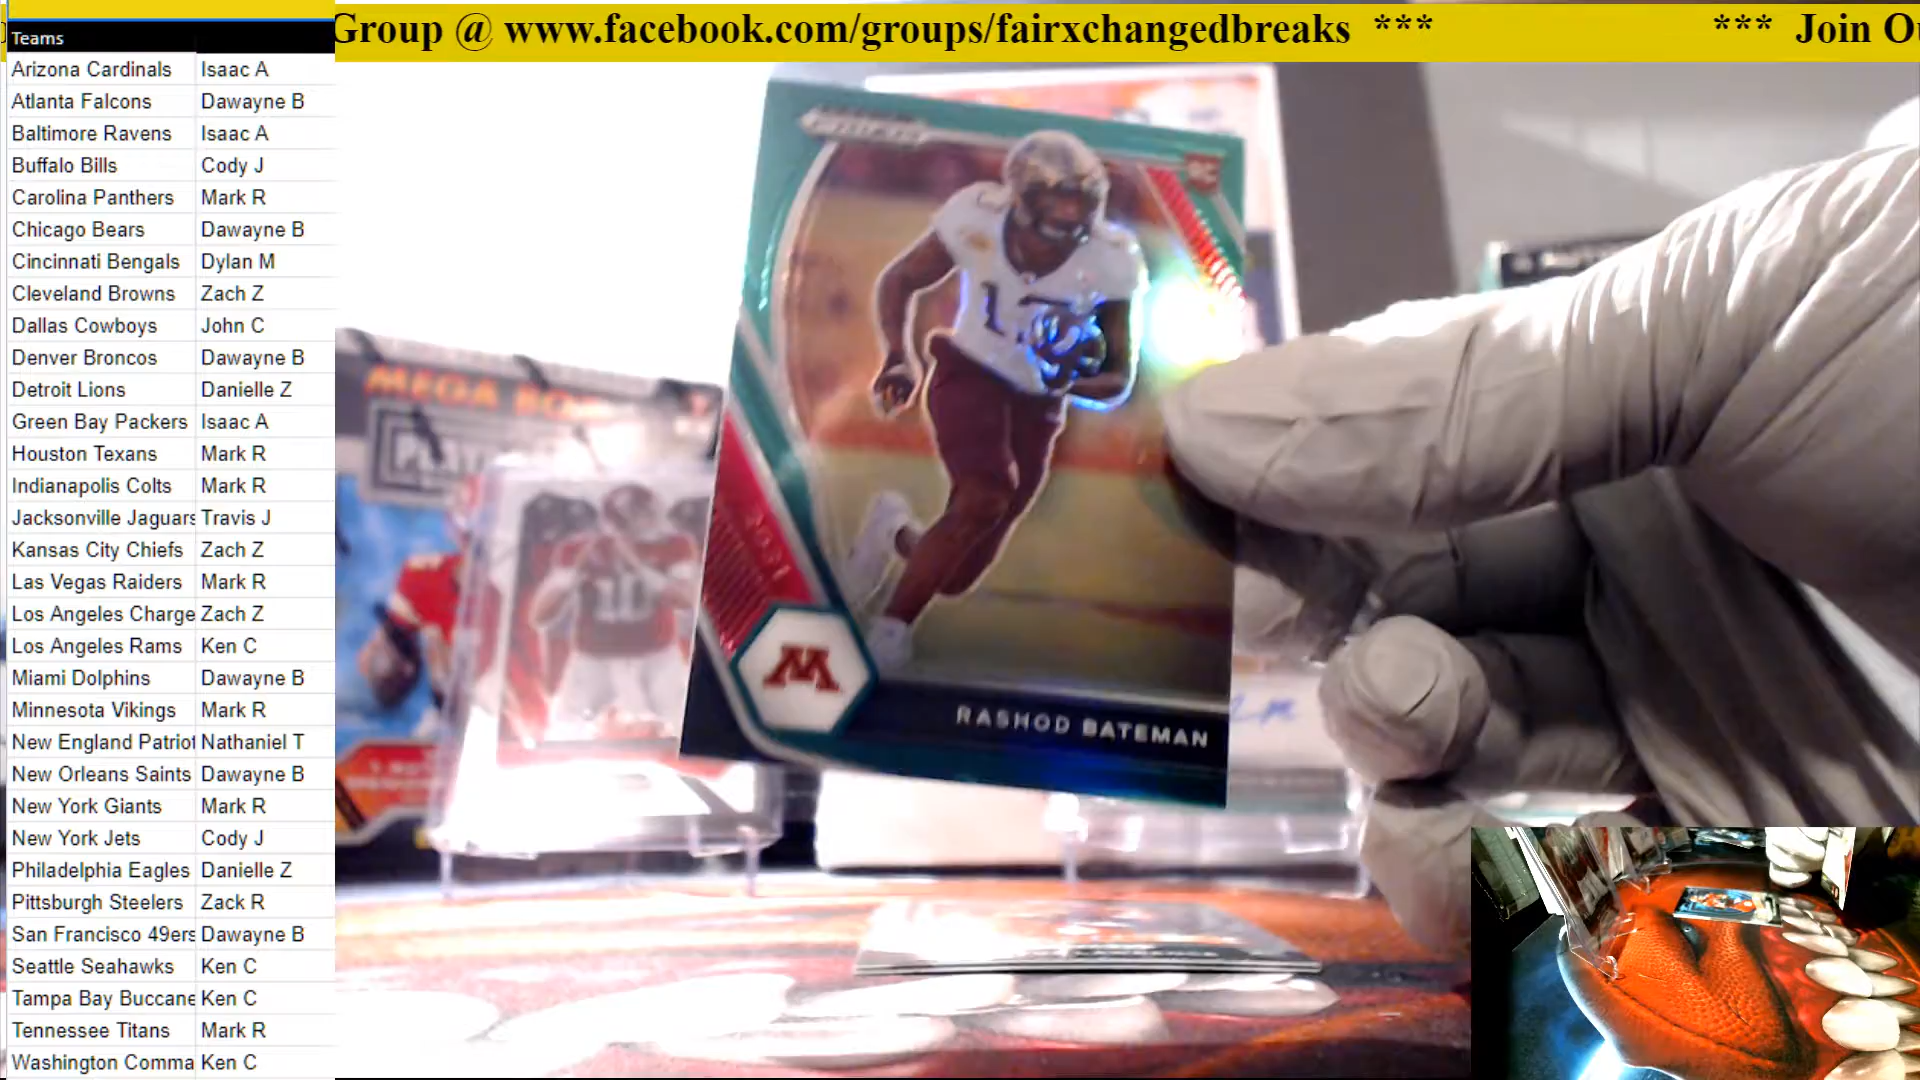 Group @ www.facebook.com/groups/fairxchangedbreaks *** *** Join Ou
Teams
Arizona Cardinals Isaac A
Atlanta Falcons Dawayne B
Baltimore Ravens Isaac A
Buffalo Bills Cody J
Carolina Panthers Mark R
Chicago Bears Dawayne B
Cincinnati Bengals Dylan M
Cleveland Browns Zach Z
Dallas Cowboys John C
Denver Broncos Dawayne B
Detroit Lions Danielle Z
Green Bay Packers Isaac A
Houston Texans Mark R
Indianapolis Colts Mark R
Jacksonville Jaguars Travis J
Kansas City Chiefs Zach Z
Las Vegas Raiders Mark R
Los Angeles Charge Zach Z
Los Angeles Rams Ken C
Miami Dolphins Dawayne B
Minnesota Vikings Mark R
New England Patriot Nathaniel T
New Orleans Saints Dawayne B
New York Giants Mark R
New York Jets Cody J
Philadelphia Eagles Danielle Z
Pittsburgh Steelers Zack R
San Francisco 49ers Dawayne B
Seattle Seahawks Ken C
Tampa Bay Buccane Ken C
Tennessee Titans Mark R
Washington Comma Ken C
RC
2021
M
RASHOD BATEMAN
MEGA BOX
10